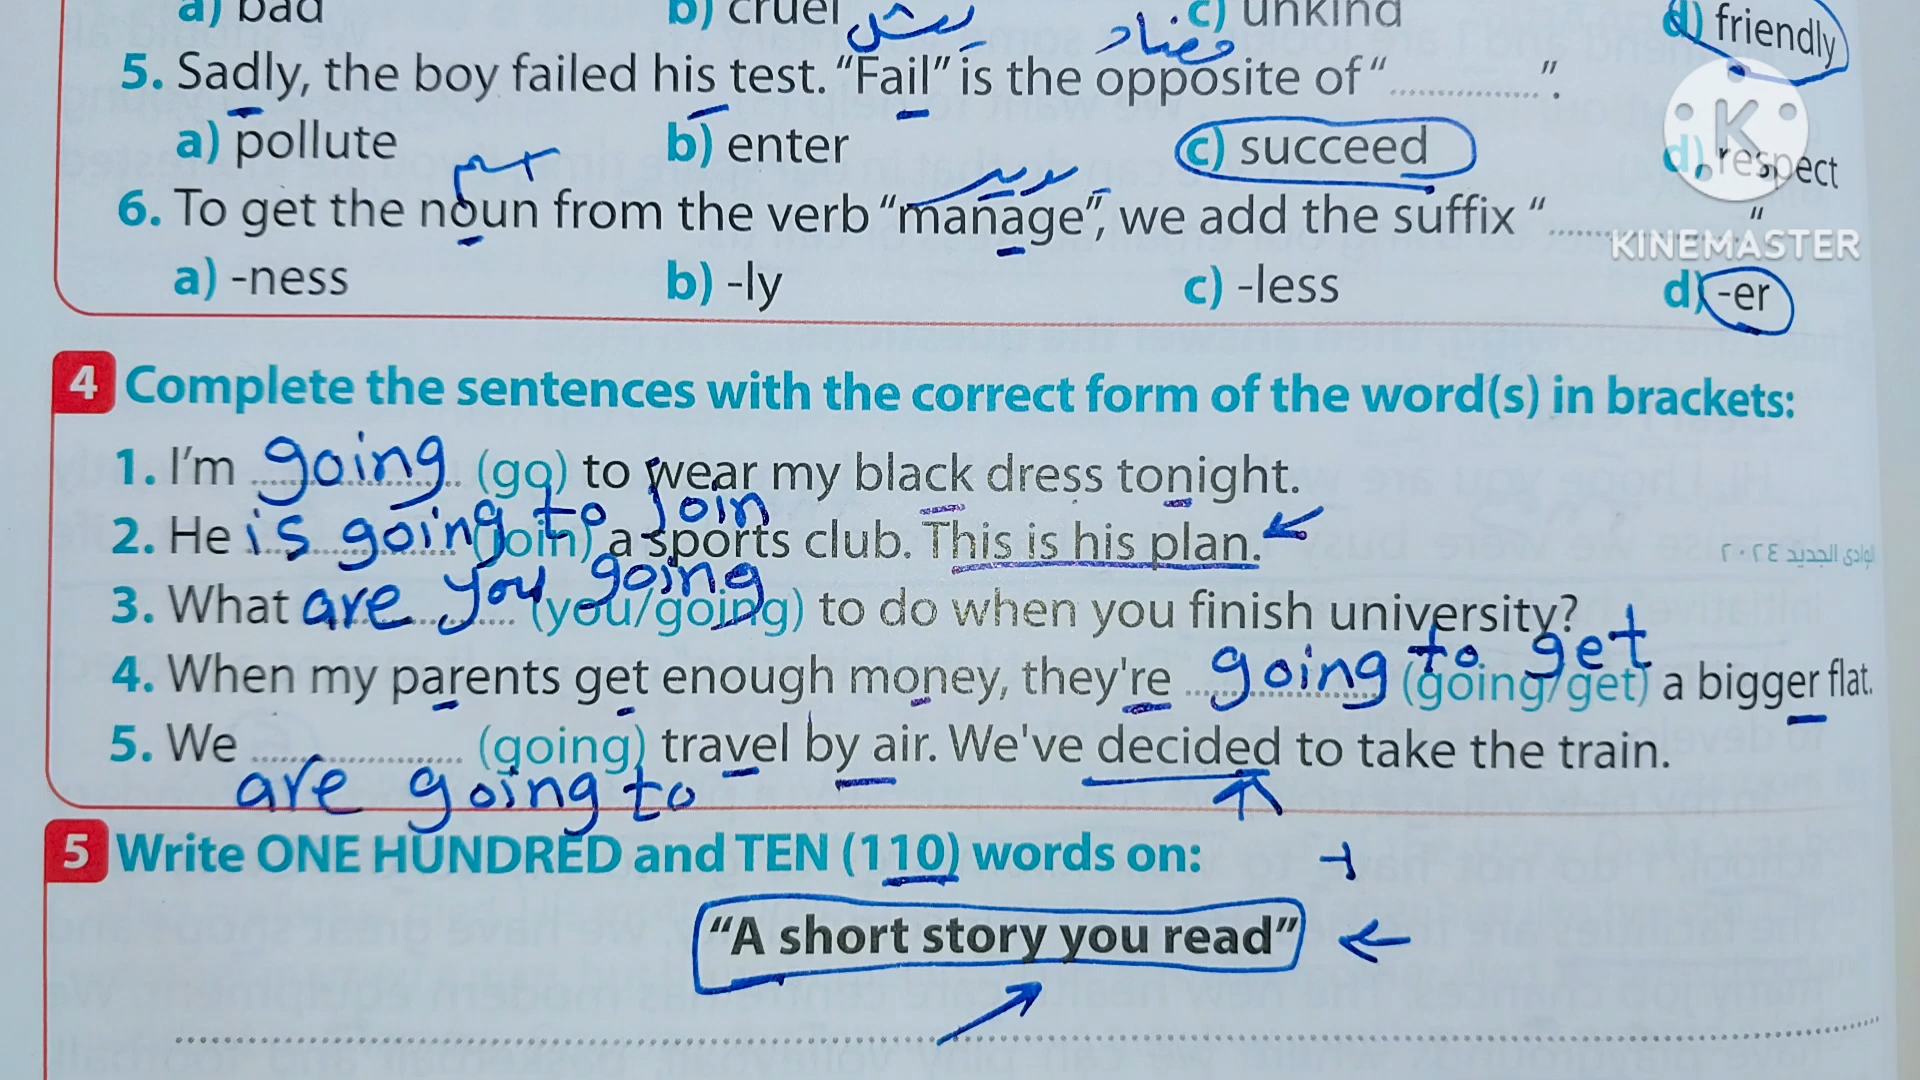 a) bad b) cruel c) unkind d) friendly
مضاد
5. Sadly, the boy failed his test. “Fail” is the opposite of “ ............... ”.
a) pollute b) enter c) succeed d) respect
اسم يدير
6. To get the noun from the verb “manage”, we add the suffix “ ............... “
KINEMASTER
a) -ness b) -ly c) -less d) -er
4 Complete the sentences with the correct form of the word(s) in brackets:
1. I’m going (go) to wear my black dress tonight.
2. He is going to join (join) a sports club. This is his plan.
الوادى الجديد ٢٠٢٤
3. What are you going (you/going) to do when you finish university?
4. When my parents get enough money, they're going to get (going/get) a bigger flat.
5. We ............... (going) travel by air. We've decided to take the train.
are going to
5 Write ONE HUNDRED and TEN (110) words on:
“A short story you read”